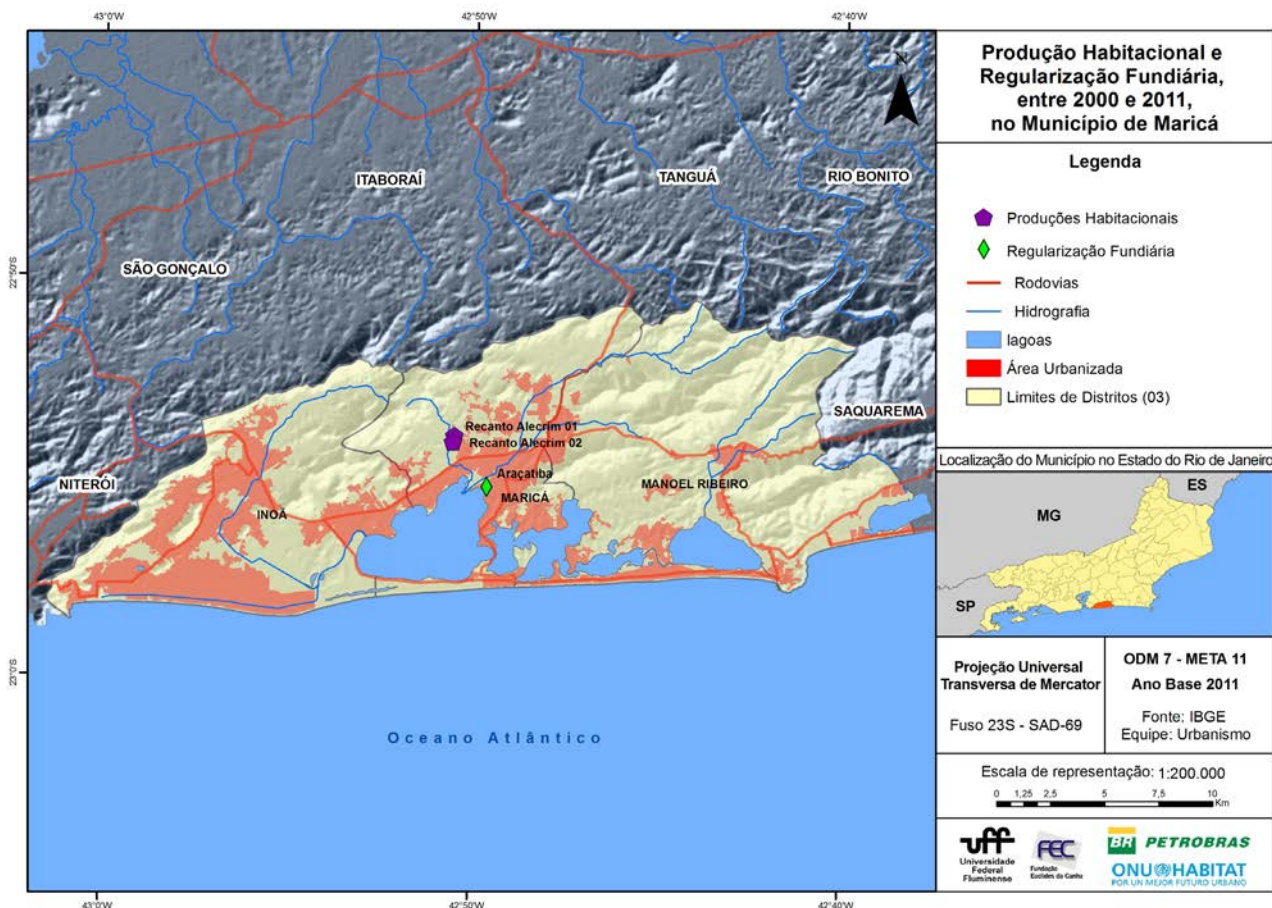 43°0'W
42°50'W
42°40'W
22°50'S
23°0'S
43°0'W
42°50'W
42°40'W
N
ITABORAÍ
TANGUÁ
RIO BONITO
SÃO GONÇALO
SAQUAREMA
NITERÓI
Recanto Alecrim 01
Recanto Alecrim 02
Araçatiba
MARICÁ
MANOEL RIBEIRO
INOÃ
Oceano Atlântico
Produção Habitacional e
Regularização Fundiária,
entre 2000 e 2011,
no Município de Maricá
Legenda
Produções Habitacionais
Regularização Fundiária
Rodovias
Hidrografia
lagoas
Área Urbanizada
Limites de Distritos (03)
Localização do Município no Estado do Rio de Janeiro
ES
MG
SP
Projeção Universal
Transversa de Mercator
Fuso 23S - SAD-69
ODM 7 - META 11
Ano Base 2011
Fonte: IBGE
Equipe: Urbanismo
Escala de representação: 1:200.000
0 1,25 2,5 5 7,5 10
Km
uff
Universidade
Federal
Fluminense
FEC
Fundação
Euclides da Cunha
BR PETROBRAS
ONU HABITAT
POR UN MEJOR FUTURO URBANO